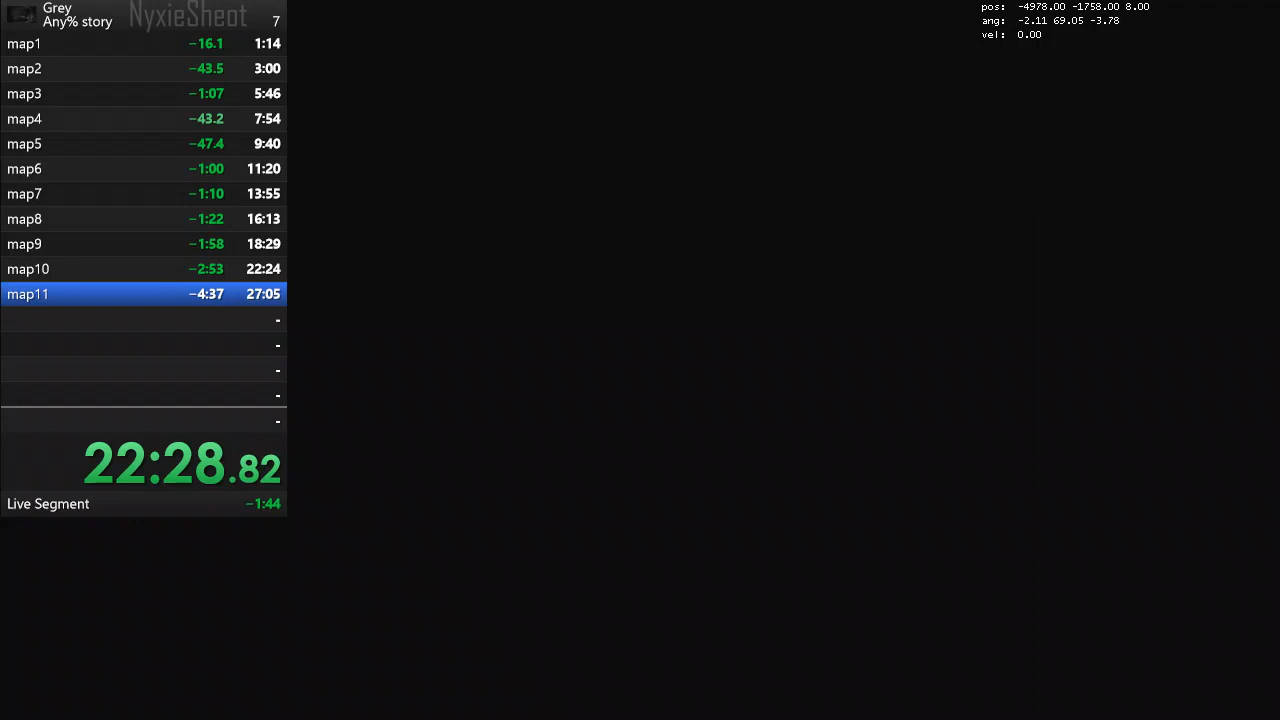 Grey
Any% story 7
NyxieSheot
map1 −16.1 1:14
map2 −43.5 3:00
map3 −1:07 5:46
map4 −43.2 7:54
map5 −47.4 9:40
map6 −1:00 11:20
map7 −1:10 13:55
map8 −1:22 16:13
map9 −1:58 18:29
map10 −2:53 22:24
map11 −4:37 27:05
-
-
-
-
-
22:28.82
Live Segment −1:44
pos: -4978.00 -1758.00 8.00
ang: -2.11 69.05 -3.78
vel: 0.00